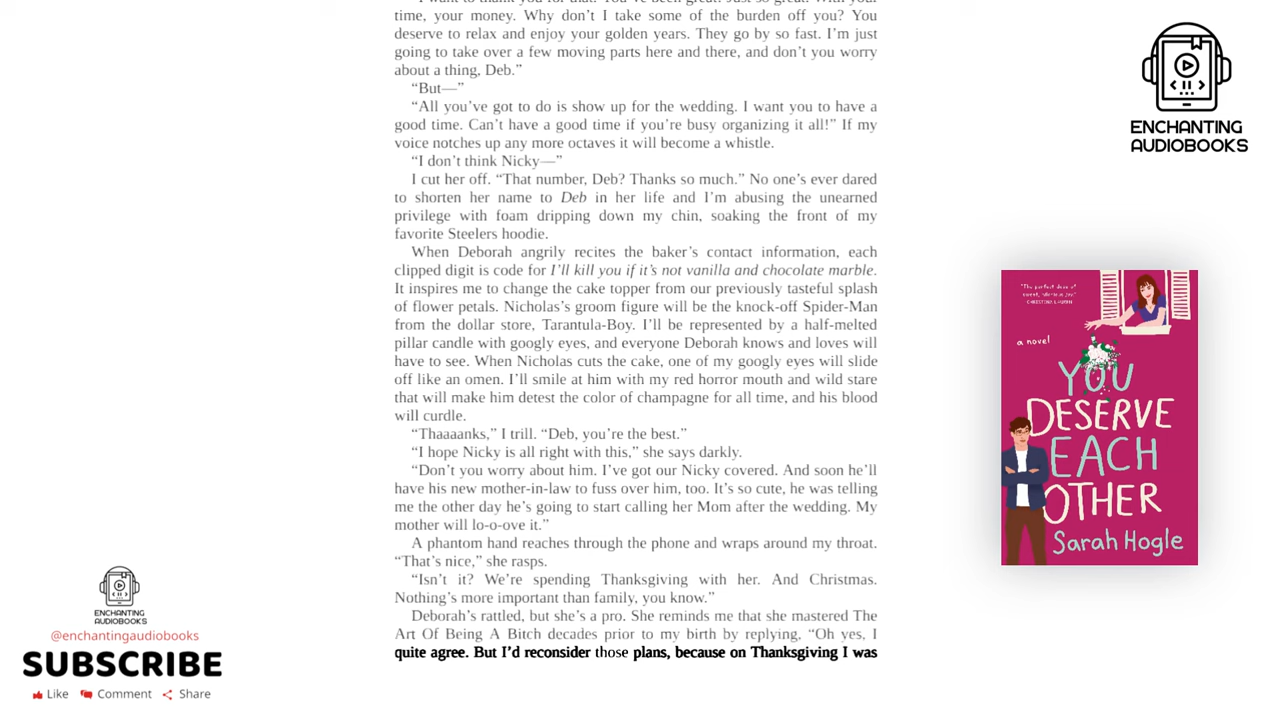 "I want to thank you for that. You've been great. Just so great. With your
time, your money. Why don't I take some of the burden off you? You
deserve to relax and enjoy your golden years. They go by so fast. I'm just
going to take over a few moving parts here and there, and don't you worry
about a thing, Deb."
"But—"
"All you've got to do is show up for the wedding. I want you to have a
good time. Can't have a good time if you're busy organizing it all!" If my
voice notches up any more octaves it will become a whistle.
"I don't think Nicky—"
I cut her off. "That number, Deb? Thanks so much." No one's ever dared
to shorten her name to Deb in her life and I'm abusing the unearned
privilege with foam dripping down my chin, soaking the front of my
favorite Steelers hoodie.
When Deborah angrily recites the baker's contact information, each
clipped digit is code for I'll kill you if it's not vanilla and chocolate marble.
It inspires me to change the cake topper from our previously tasteful splash
of flower petals. Nicholas's groom figure will be the knock-off Spider-Man
from the dollar store, Tarantula-Boy. I'll be represented by a half-melted
pillar candle with googly eyes, and everyone Deborah knows and loves will
have to see. When Nicholas cuts the cake, one of my googly eyes will slide
off like an omen. I'll smile at him with my red horror mouth and wild stare
that will make him detest the color of champagne for all time, and his blood
will curdle.
"Thaaaanks," I trill. "Deb, you're the best."
"I hope Nicky is all right with this," she says darkly.
"Don't you worry about him. I've got our Nicky covered. And soon he'll
have his new mother-in-law to fuss over him, too. It's so cute, he was telling
me the other day he's going to start calling her Mom after the wedding. My
mother will lo-o-ove it."
A phantom hand reaches through the phone and wraps around my throat.
"That's nice," she rasps.
"Isn't it? We're spending Thanksgiving with her. And Christmas.
Nothing's more important than family, you know."
Deborah's rattled, but she's a pro. She reminds me that she mastered The
Art Of Being A Bitch decades prior to my birth by replying, "Oh yes, I
quite agree. But I'd reconsider those plans, because on Thanksgiving I was
ENCHANTING
AUDIOBOOKS
a novel
YOU
DESERVE
EACH
OTHER
Sarah Hogle
ENCHANTING
AUDIOBOOKS
@enchantingaudiobooks
SUBSCRIBE
Like Comment Share